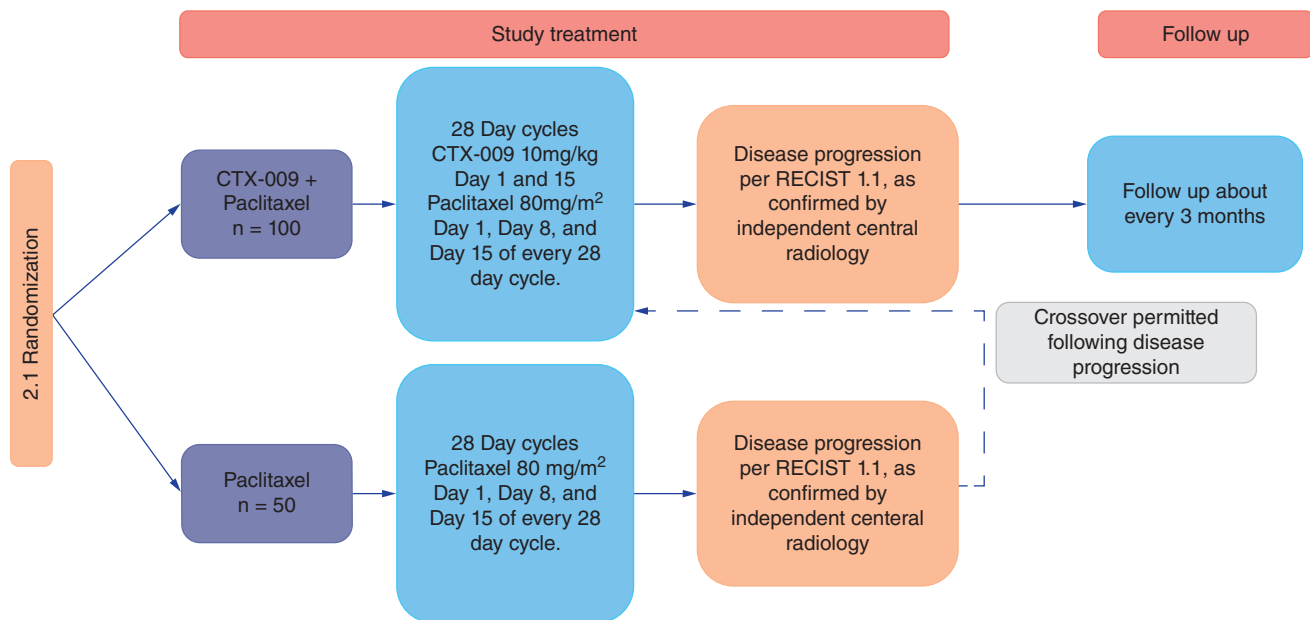 Study treatment
Follow up
2.1 Randomization
CTX-009 +
Paclitaxel
n = 100
28 Day cycles
CTX-009 10mg/kg
Day 1 and 15
Paclitaxel 80mg/m²
Day 1, Day 8, and
Day 15 of every 28
day cycle.
Disease progression
per RECIST 1.1, as
confirmed by
independent central
radiology
Follow up about
every 3 months
Crossover permitted
following disease
progression
Paclitaxel
n = 50
28 Day cycles
Paclitaxel 80 mg/m²
Day 1, Day 8, and
Day 15 of every 28
day cycle.
Disease progression
per RECIST 1.1, as
confirmed by
independent centeral
radiology